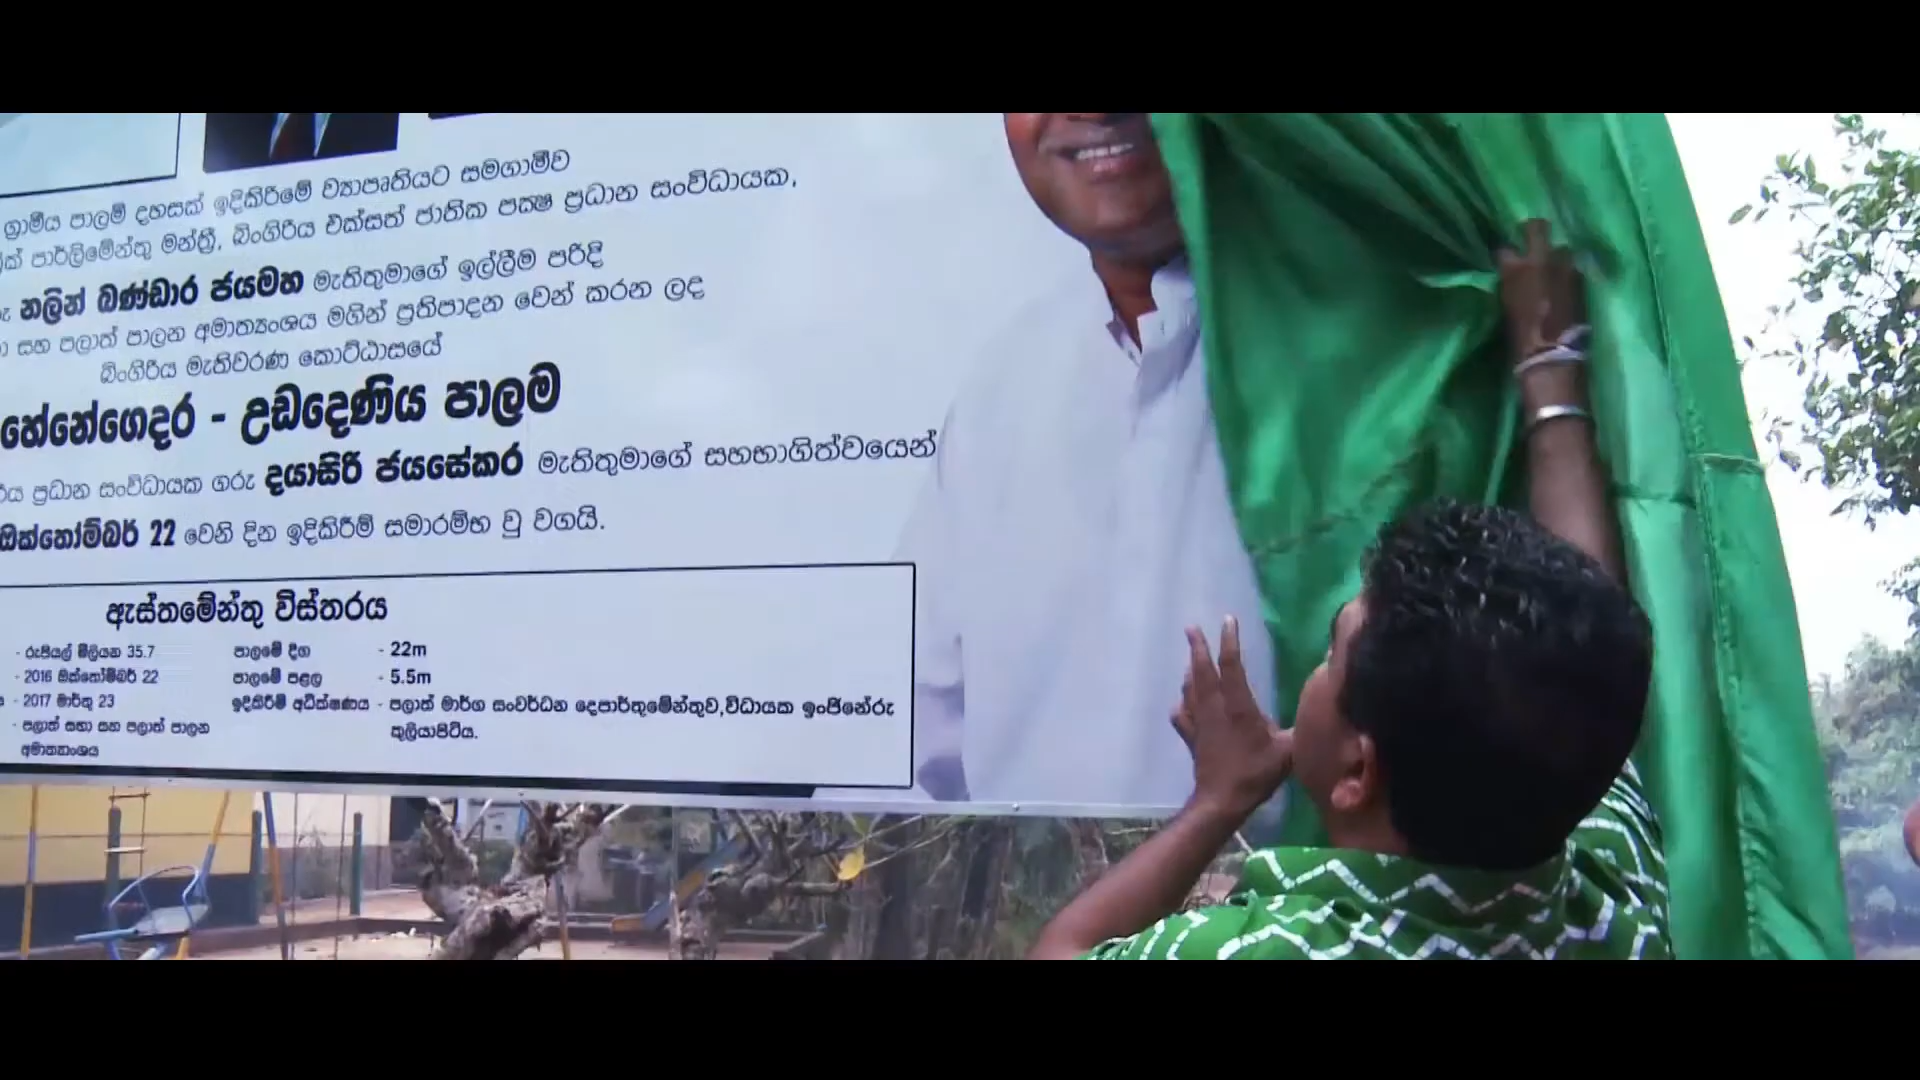 ග්‍රාමීය පාලම් දහසක් ඉදිකිරීමේ ව්‍යාපෘතියට සමගාමීව
පාර්ලිමේන්තු මන්ත්‍රී, බිංගිරිය එක්සත් ජාතික පක්ෂ ප්‍රධාන සංවිධායක,
නලින් බණ්ඩාර ජයමහ මැතිතුමාගේ ඉල්ලීම පරිදි
සහ පලාත් පාලන අමාත්‍යංශය මගින් ප්‍රතිපාදන වෙන් කරන ලද
බිංගිරිය මැතිවරණ කොට්ඨාසයේ
හේනේගෙදර - උඩදෙණිය පාලම
ප්‍රධාන සංවිධායක ගරු දයාසිරි ජයසේකර මැතිතුමාගේ සහභාගිත්වයෙන්
ඔක්තෝම්බර් 22 වෙනි දින ඉදිකිරීම් සමාරම්භ වු වගයි.
ඇස්තමේන්තු විස්තරය
- රුපියල් මිලියන 35.7 පාලමේ දිග - 22m
- 2016 ඔක්තෝම්බර් 22 පාලමේ පළල - 5.5m
- 2017 මාර්තු 23 ඉදිකිරීම් අධීක්ෂණය - පලාත් මාර්ග සංවර්ධන දෙපාර්තුමේන්තුව,විධායක ඉංජිනේරු
- පලාත් සභා සහ පලාත් පාලන කුලියාපිටිය.
අමාත්‍යංශය